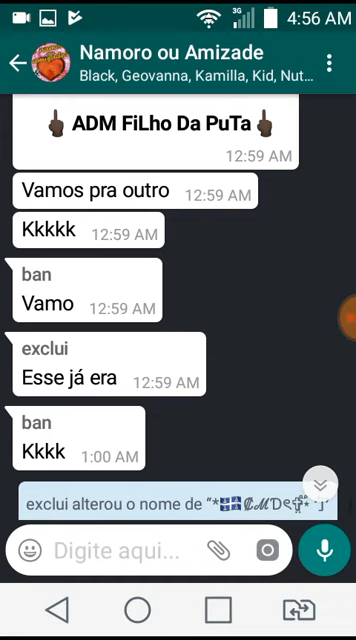 3G 4:56 AM
Namoro ou Amizade
Black, Geovanna, Kamilla, Kid, Nut...
🖕🏿 ADM FiLho Da PuTa🖕🏿
12:59 AM
Vamos pra outro 12:59 AM
Kkkkk 12:59 AM
ban
Vamo 12:59 AM
exclui
Esse já era 12:59 AM
ban
Kkkk 1:00 AM
exclui alterou o nome de "*
Digite aqui...